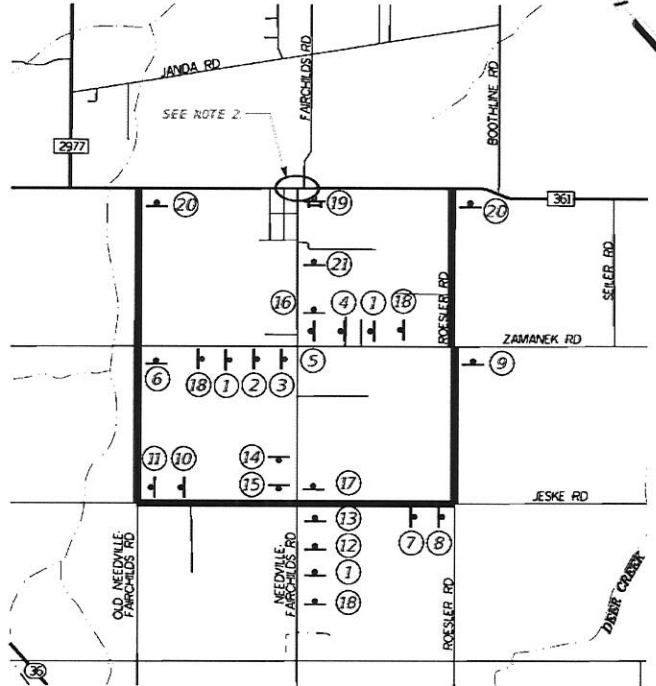 JANDA RD
FAIRCHILDS RD
BOOTHLINE RD
SEE NOTE 2
2977
20
19
20
361
21
ROESLER RD
SEILER RD
16
4
1
18
ZAMANEK RD
6
18
1
2
3
5
9
11
10
14
15
17
JESKE RD
OLD NEEDVILLE-
FAIRCHILDS RD
NEEDVILLE-
FAIRCHILDS RD
13
12
1
18
7
8
ROESLER RD
DEER CREEK
36